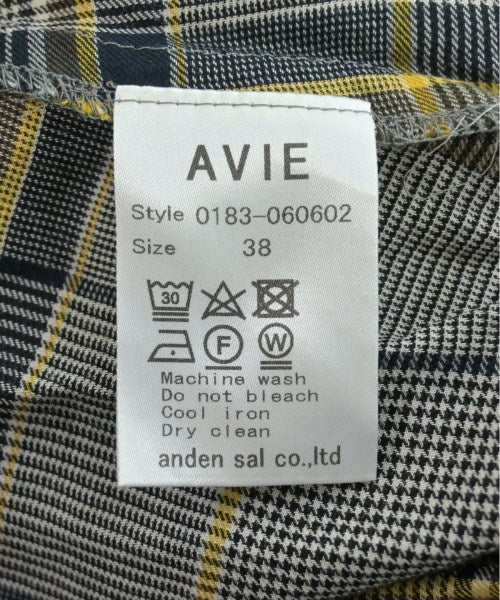 AVIE
Style 0183-060602
Size 38
30
F W
Machine wash
Do not bleach
Cool iron
Dry clean
anden sal co.,ltd